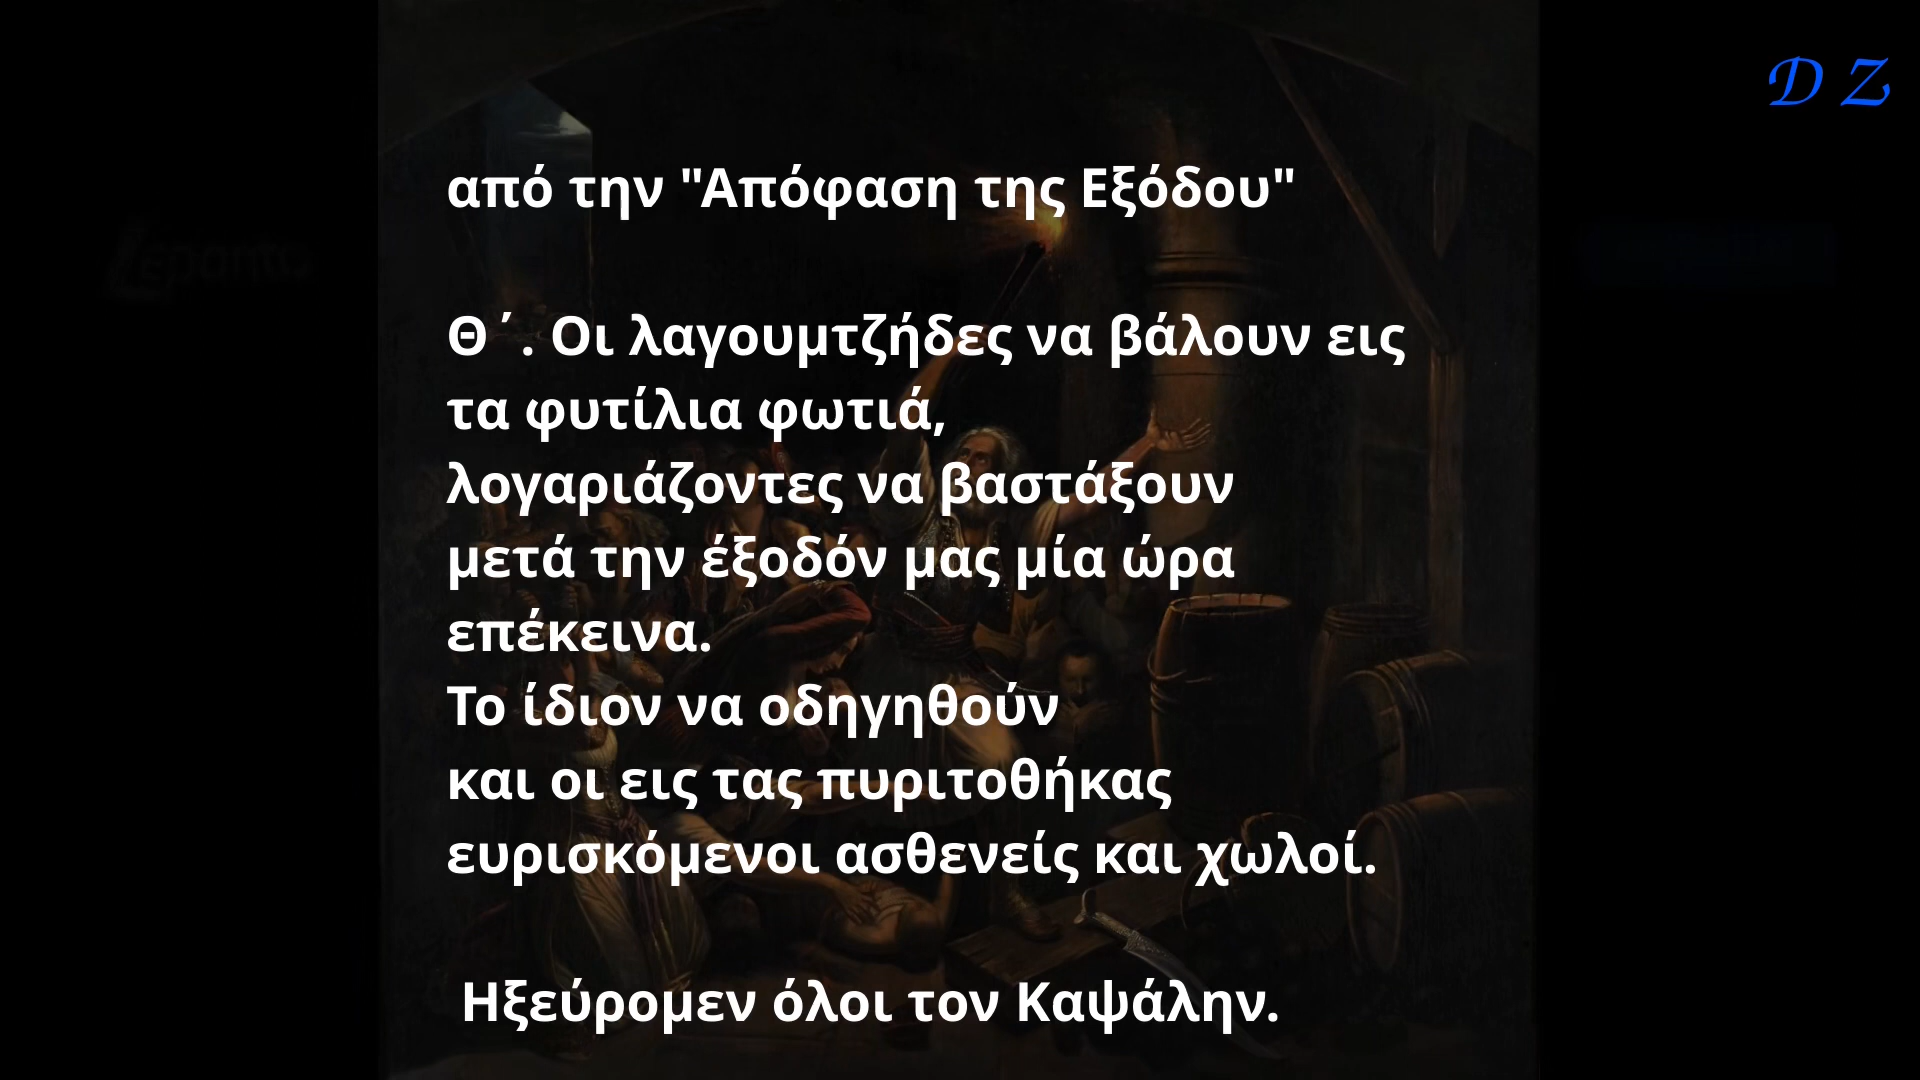 D Z
από την "Απόφαση της Εξόδου"
Θ΄. Οι λαγουμτζήδες να βάλουν εις
τα φυτίλια φωτιά,
λογαριάζοντες να βαστάξουν
μετά την έξοδόν μας μία ώρα
επέκεινα.
Το ίδιον να οδηγηθούν
και οι εις τας πυριτοθήκας
ευρισκόμενοι ασθενείς και χωλοί.
Ηξεύρομεν όλοι τον Καψάλην.